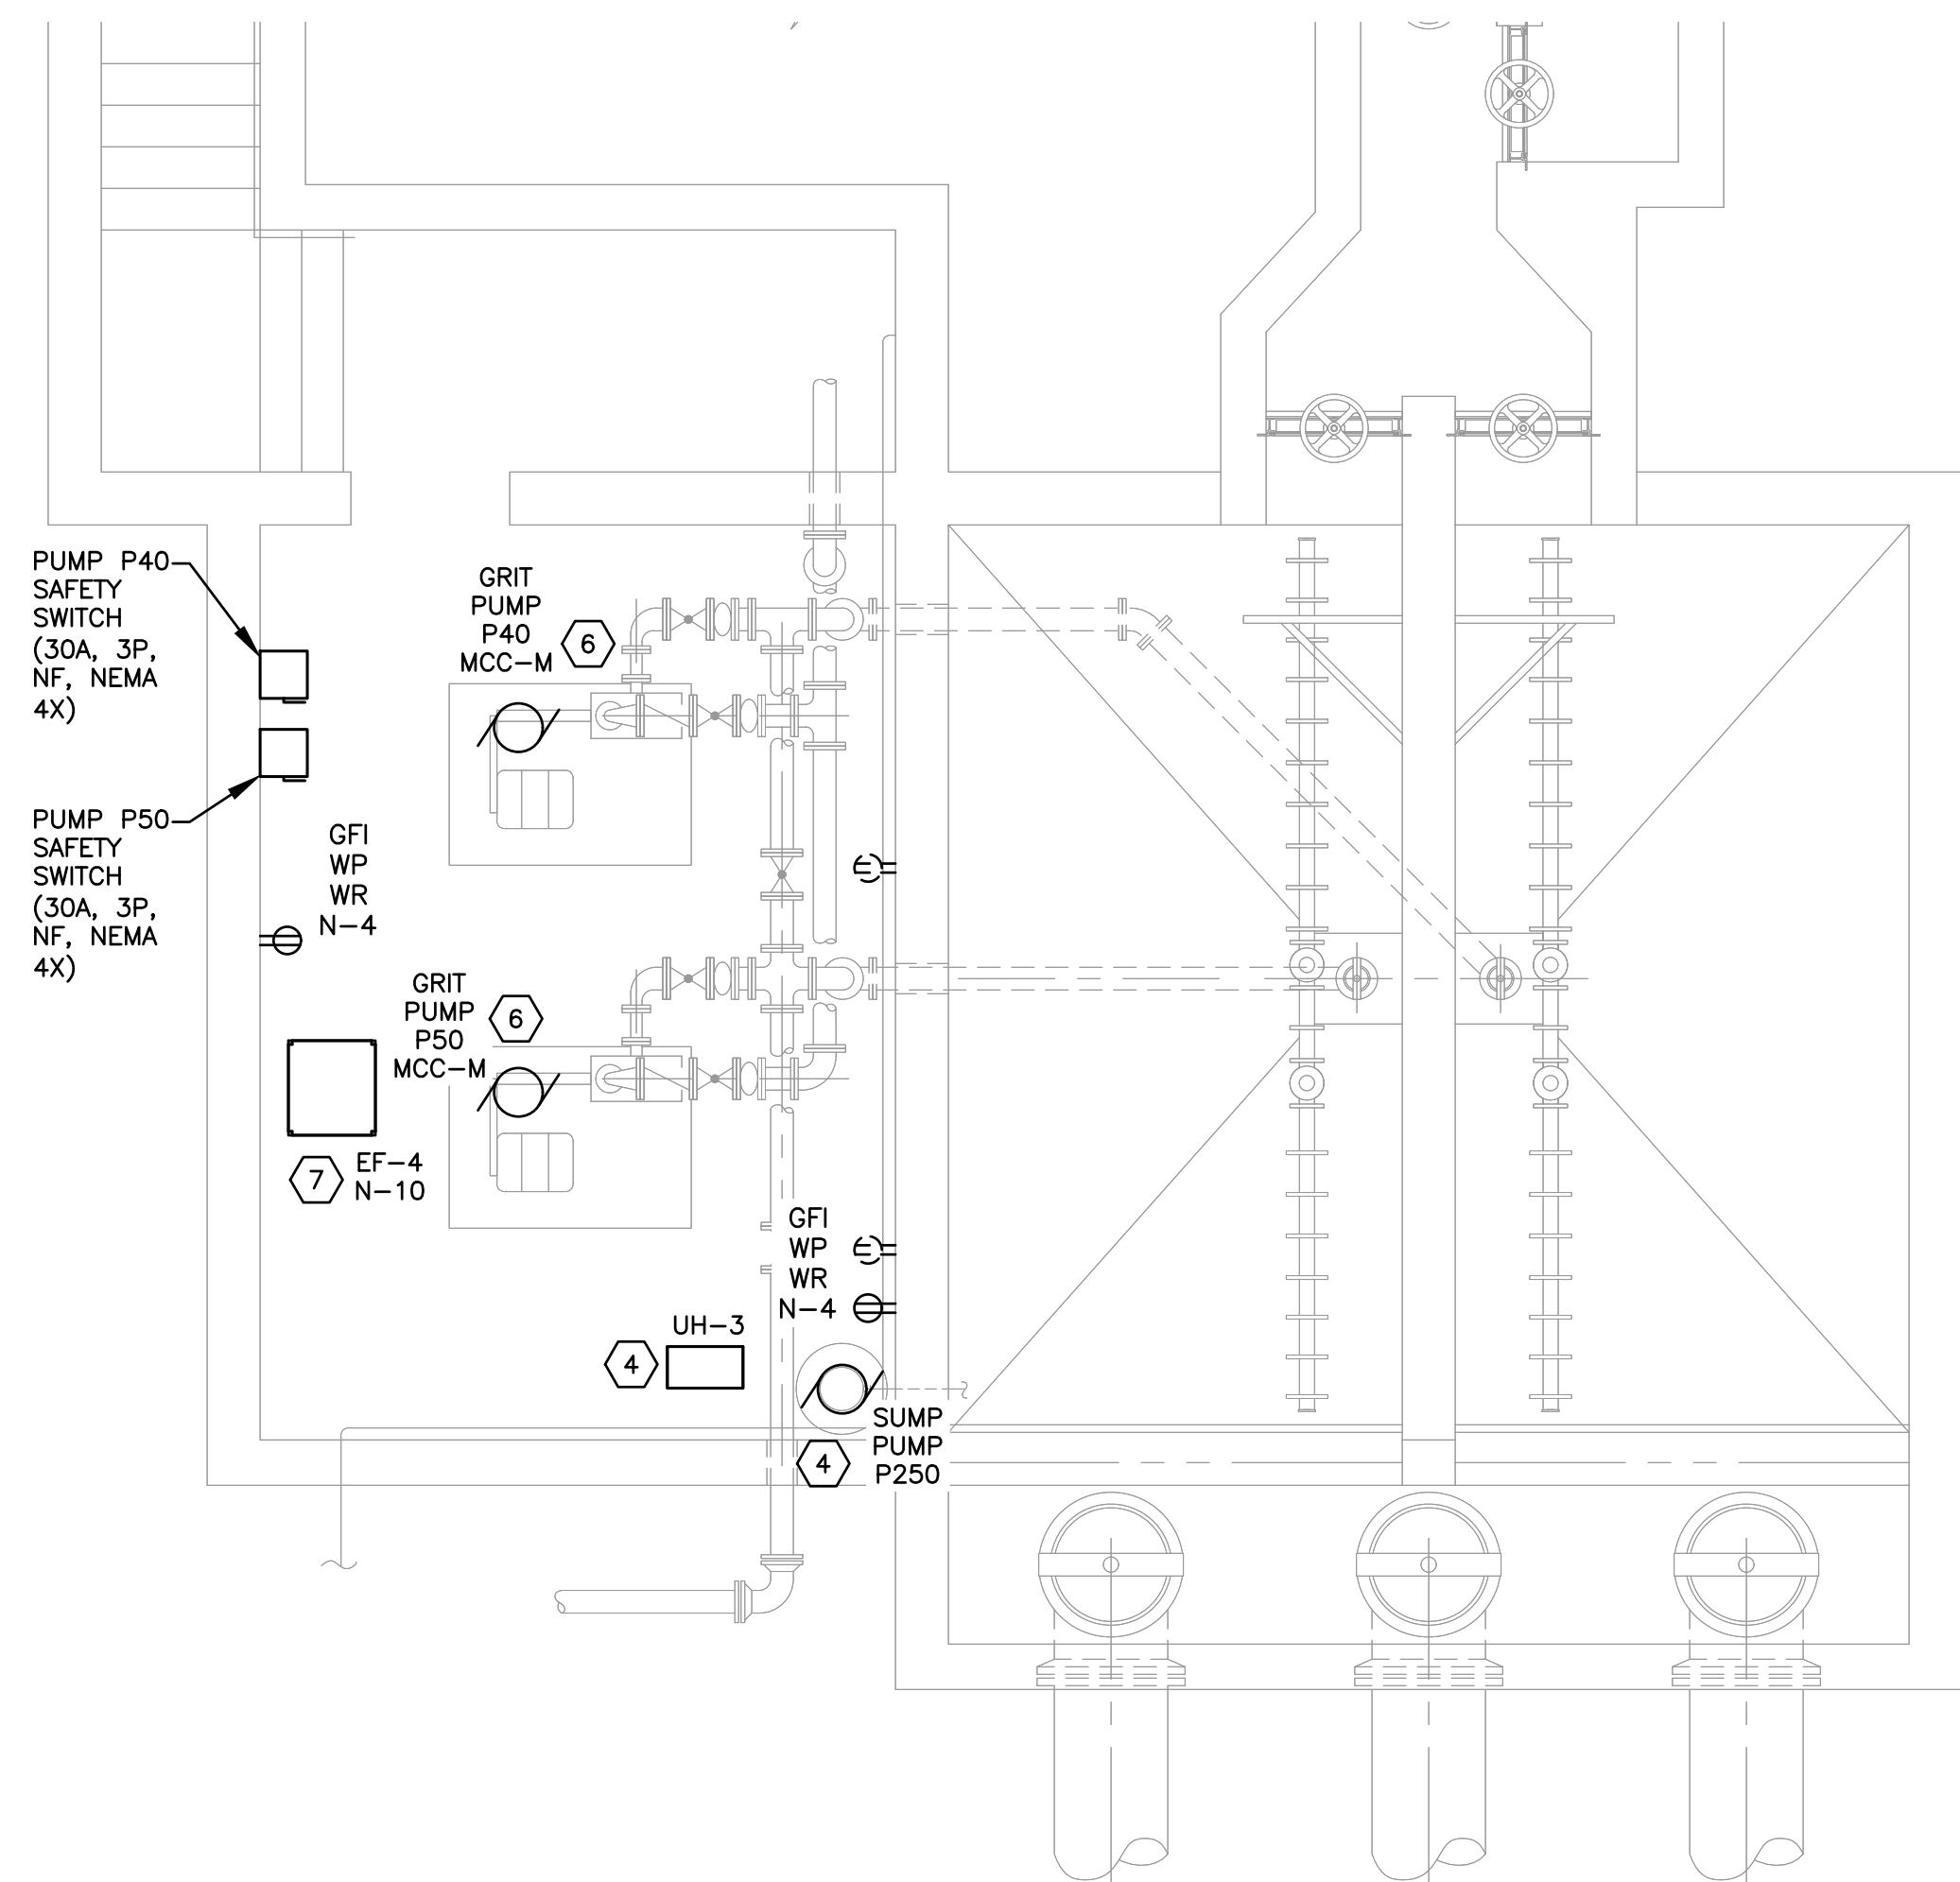 PUMP P40
SAFETY
SWITCH
(30A, 3P,
NF, NEMA
4X)
GRIT
PUMP
P40
MCC-M
6
PUMP P50
SAFETY
SWITCH
(30A, 3P,
NF, NEMA
4X)
GFI
WP
WR
N-4
GRIT
PUMP
P50
MCC-M
6
7
EF-4
N-10
GFI
WP
WR
N-4
UH-3
4
SUMP
PUMP
P250
4